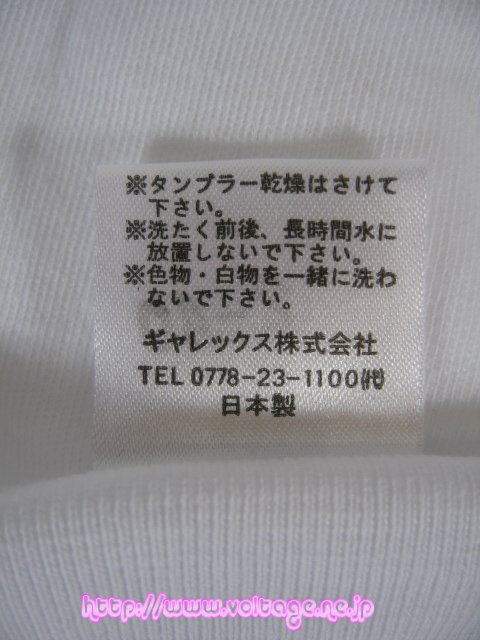 ※タンブラー乾燥はさけて
下さい。
※洗たく前後、長時間水に
放置しないで下さい。
※色物・白物を一緒に洗わ
ないで下さい。
ギャレックス株式会社
TEL 0778-23-1100㈹
日本製
http://www.voltage.ne.jp